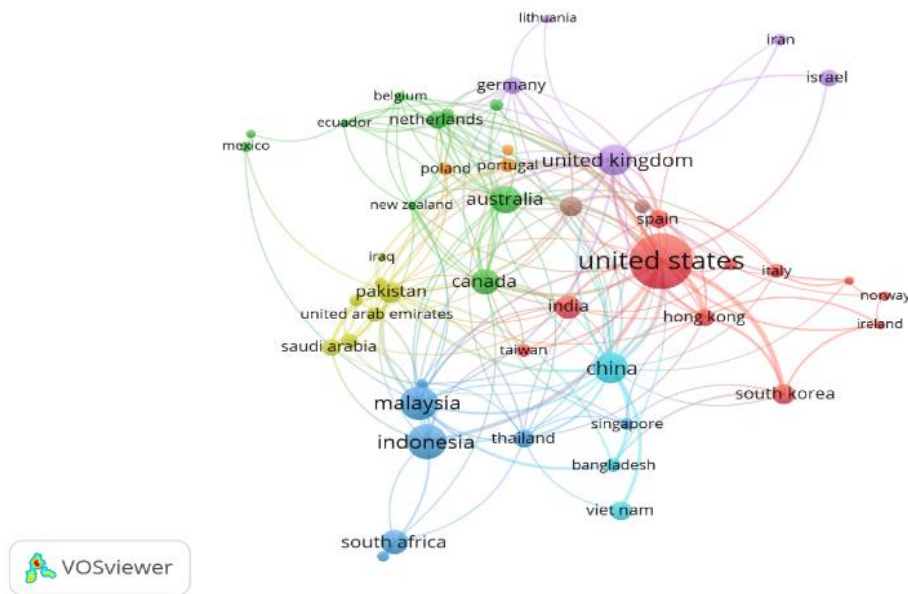 lithuania
iran
israel
germany
belgium
ecuador
netherlands
mexico
united kingdom
poland
portugal
australia
new zealand
spain
iraq
united states
italy
pakistan
canada
norway
united arab emirates
india
hong kong
ireland
saudi arabia
taiwan
china
south korea
malaysia
singapore
indonesia
thailand
bangladesh
viet nam
south africa
VOSviewer